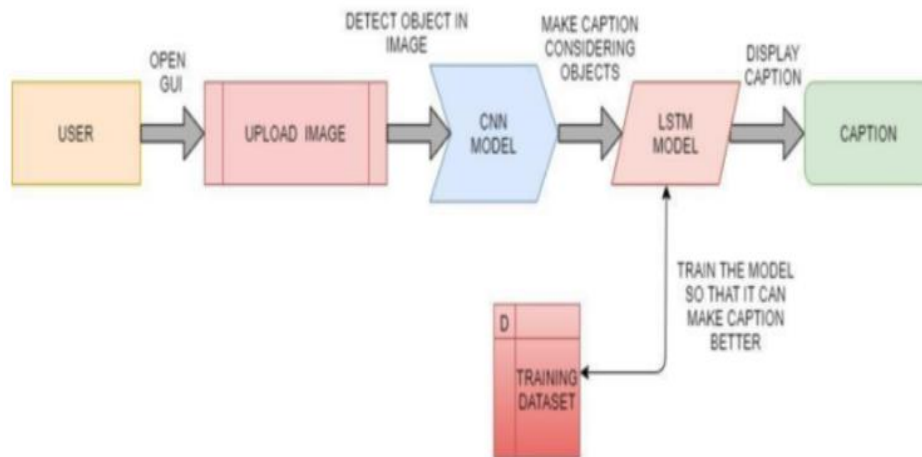 DETECT OBJECT IN
IMAGE
MAKE CAPTION
CONSIDERING
OBJECTS
DISPLAY
CAPTION
OPEN
GUI
USER
UPLOAD IMAGE
CNN
MODEL
LSTM
MODEL
CAPTION
TRAIN THE MODEL
SO THAT IT CAN
MAKE CAPTION
BETTER
D
TRAINING
DATASET